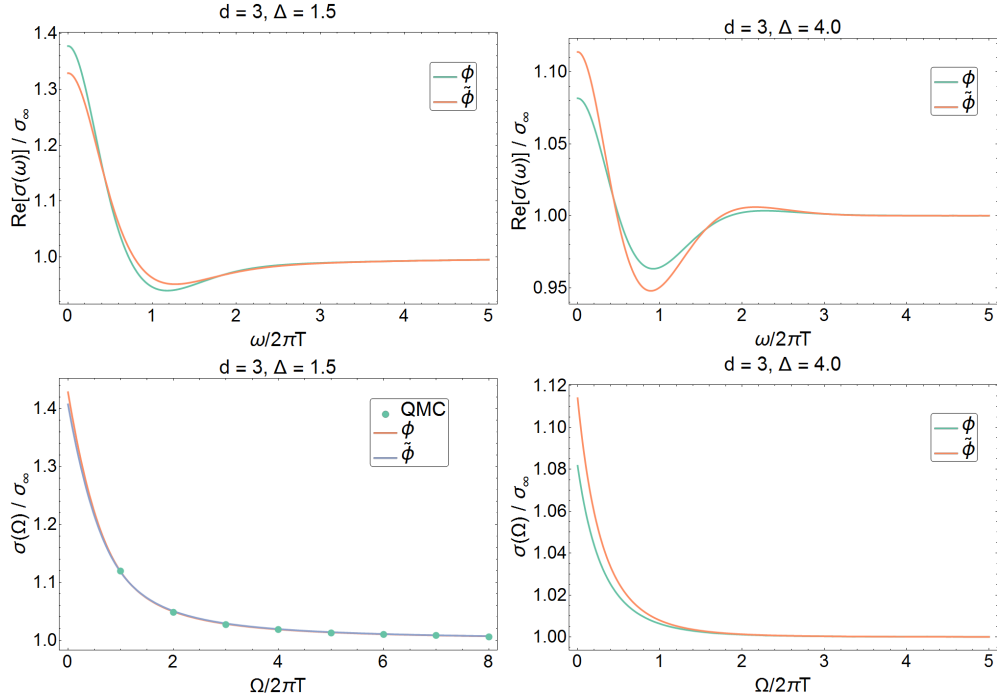 d = 3, Δ = 1.5
Re[σ(ω)] / σ∞
1.4
1.3
1.2
1.1
1.0
ϕ
ϕ̃
0 1 2 3 4 5
ω/2πT
d = 3, Δ = 4.0
Re[σ(ω)] / σ∞
1.10
1.05
1.00
0.95
ϕ
ϕ̃
0 1 2 3 4 5
ω/2πT
d = 3, Δ = 1.5
σ(Ω) / σ∞
1.4
1.3
1.2
1.1
1.0
QMC
ϕ
ϕ̃
0 2 4 6 8
Ω/2πT
d = 3, Δ = 4.0
σ(Ω) / σ∞
1.12
1.10
1.08
1.06
1.04
1.02
1.00
ϕ
ϕ̃
0 1 2 3 4 5
Ω/2πT